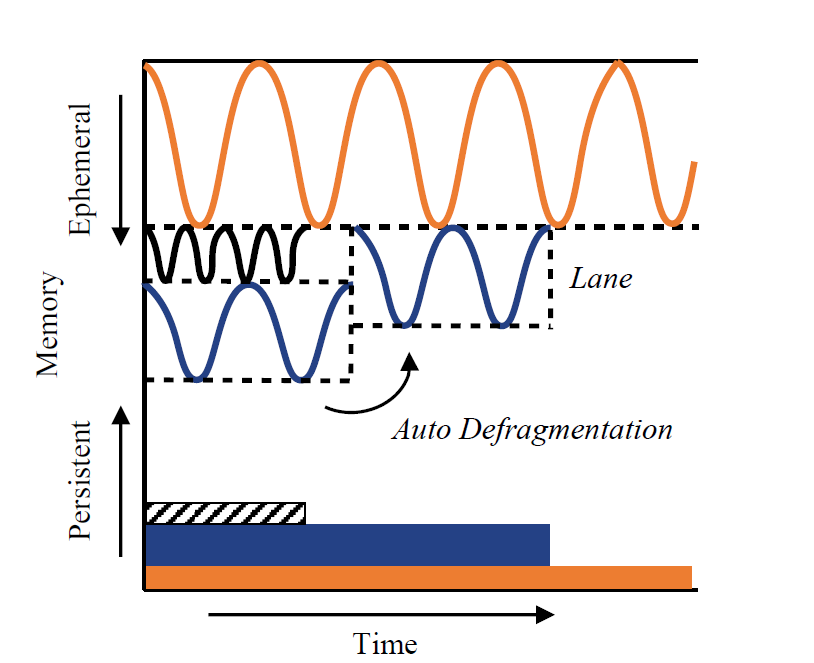 Ephemeral
Memory
Persistent
Lane
Auto Defragmentation
Time